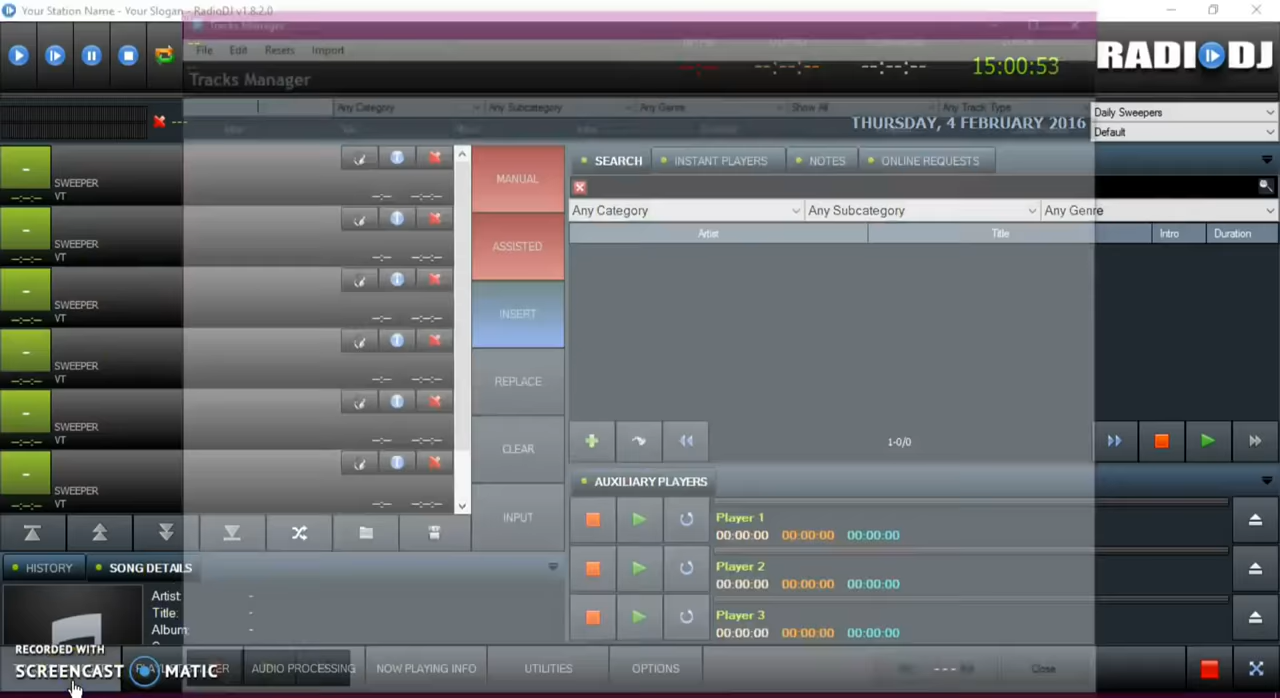 Your Station Name - Your Slogan - RadioDJ v1.8.2.0
Tracks Manager
File Edit Resets Import
Tracks Manager
--:--:-- --:--:-- 15:00:53
RADIODJ
Any Category Any Subcategory Any Genre Show All Any Track Type
THURSDAY, 4 FEBRUARY 2016
Daily Sweepers
Default
SEARCH INSTANT PLAYERS NOTES ONLINE REQUESTS
Any Category Any Subcategory Any Genre
Artist Title Intro Duration
SWEEPER
VT
-:-- --:--
SWEEPER
VT
-:-- --:--
SWEEPER
VT
-:-- --:--
SWEEPER
VT
-:-- --:--
SWEEPER
VT
-:-- --:--
SWEEPER
VT
-:-- --:--
MANUAL
ASSISTED
INSERT
REPLACE
CLEAR
INPUT
1-0/0
AUXILIARY PLAYERS
Player 1
00:00:00 00:00:00 00:00:00
Player 2
00:00:00 00:00:00 00:00:00
Player 3
00:00:00 00:00:00 00:00:00
HISTORY SONG DETAILS
Artist -
Title: -
Album: -
RECORDED WITH
SCREENCAST MATIC
AUDIO PROCESSING NOW PLAYING INFO UTILITIES OPTIONS --- Close